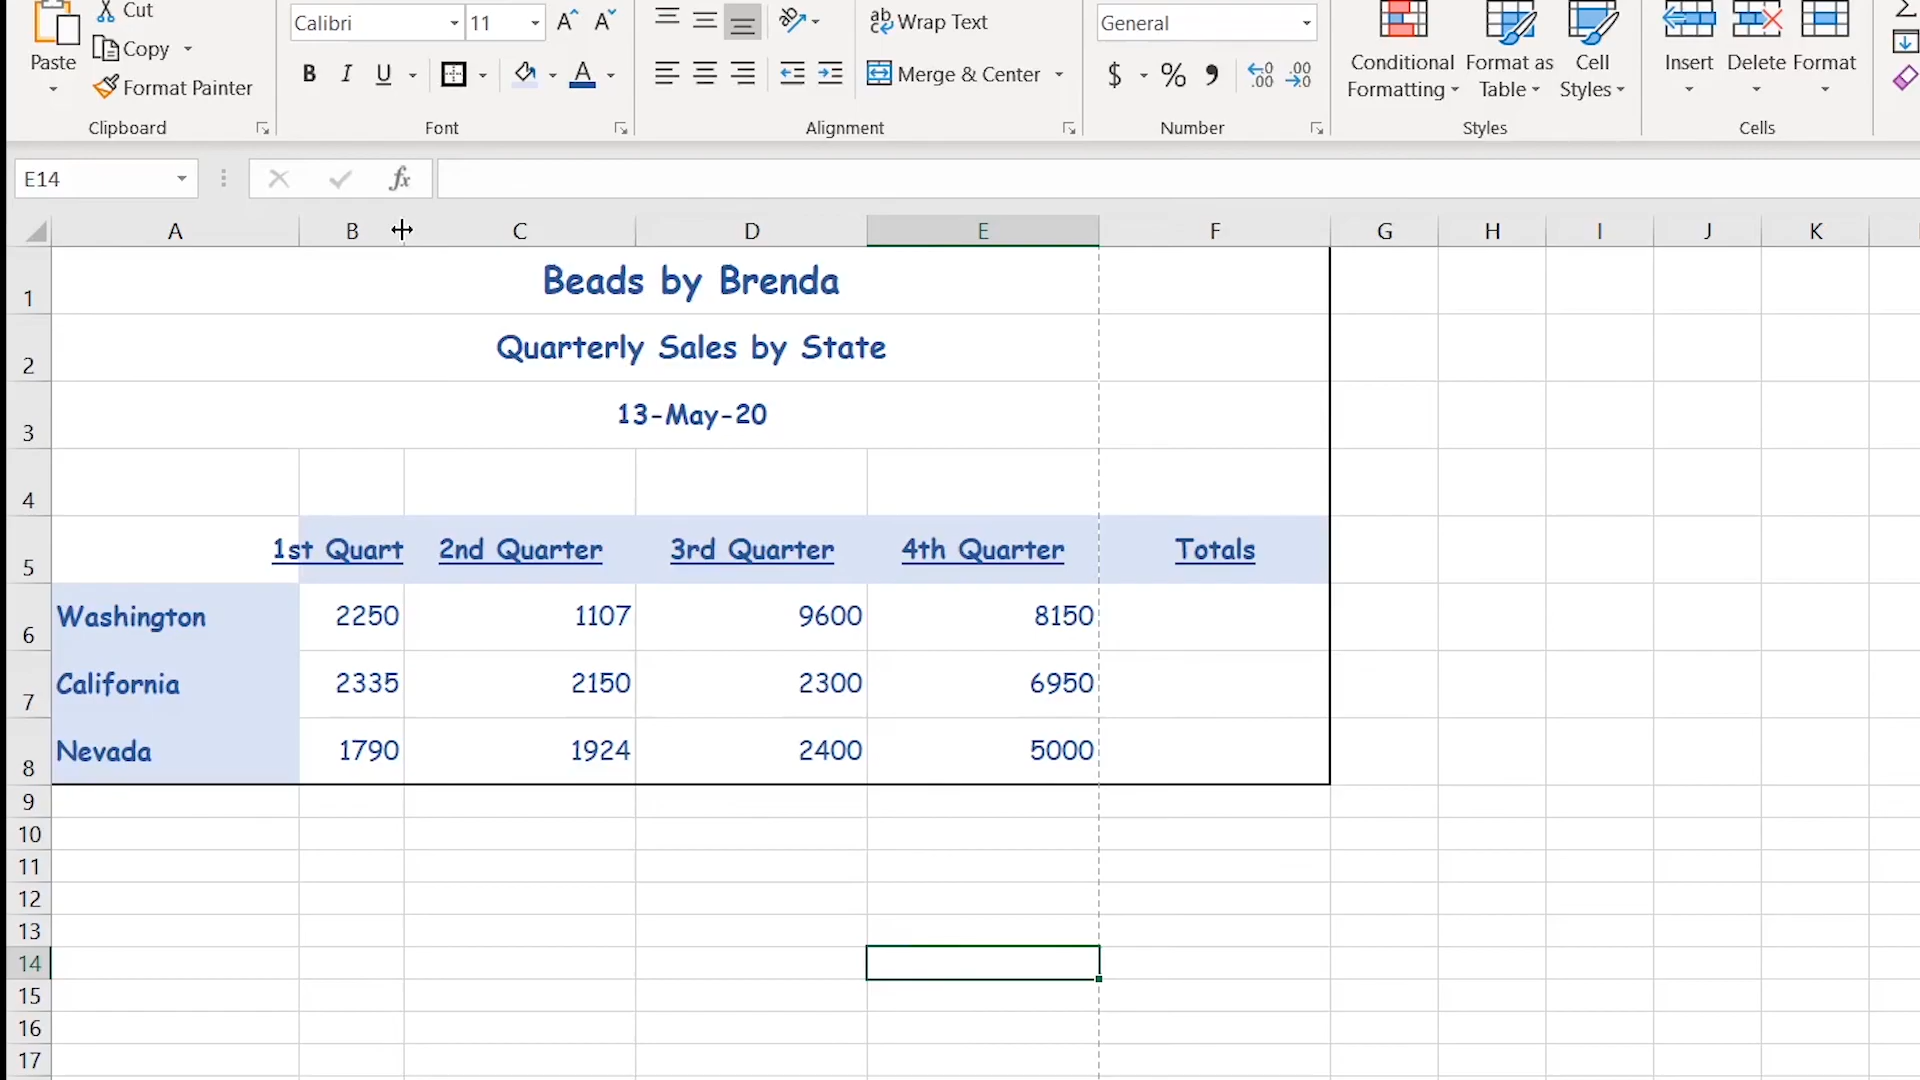 Cut
Calibri 11 A A ab Wrap Text General
Paste Copy
Format Painter
B I U A Merge & Center $ % , .00 .00
Conditional Formatting Format as Table Cell Styles Insert Delete Format
Clipboard Font Alignment Number Styles Cells
E14 fx
A B C D E F G H I J K
1 Beads by Brenda
2 Quarterly Sales by State
3 13-May-20
4
5 1st Quart 2nd Quarter 3rd Quarter 4th Quarter Totals
6 Washington 2250 1107 9600 8150
7 California 2335 2150 2300 6950
8 Nevada 1790 1924 2400 5000
9
10
11
12
13
14
15
16
17